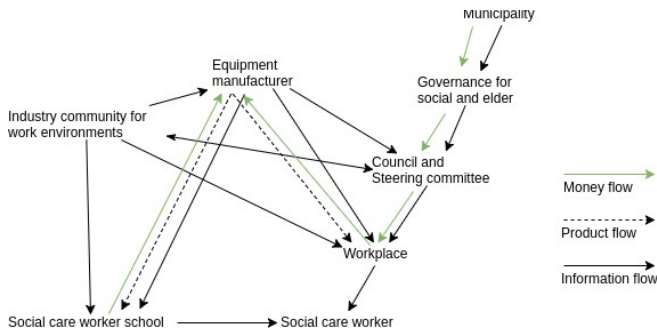 Municipality
Equipment
manufacturer
Governance for
social and elder
Industry community for
work environments
Council and
Steering committee
Money flow
Product flow
Workplace
Information flow
Social care worker school
Social care worker